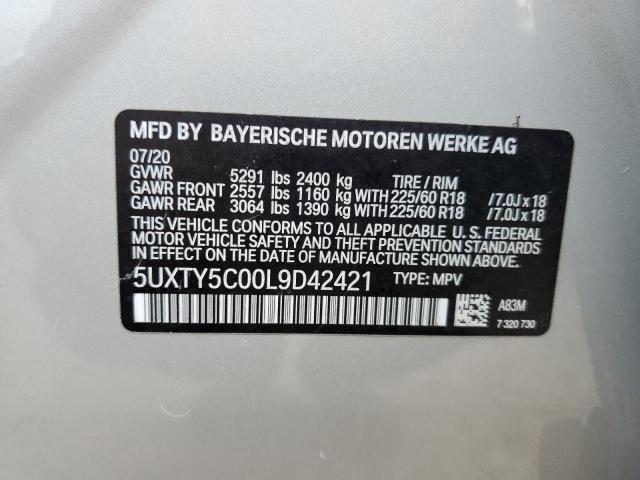 MFD BY BAYERISCHE MOTOREN WERKE AG
07/20
GVWR 5291 lbs 2400 kg TIRE / RIM
GAWR FRONT 2557 lbs 1160 kg WITH 225/60 R18 /7.0J x 18
GAWR REAR 3064 lbs 1390 kg WITH 225/60 R18 /7.0J x 18
THIS VEHICLE CONFORMS TO ALL APPLICABLE U. S. FEDERAL
MOTOR VEHICLE SAFETY AND THEFT PREVENTION STANDARDS
IN EFFECT ON THE DATE OF MANUFACTURE SHOWN ABOVE.
5UXTY5C00L9D42421 TYPE: MPV
A83M
7 320 730